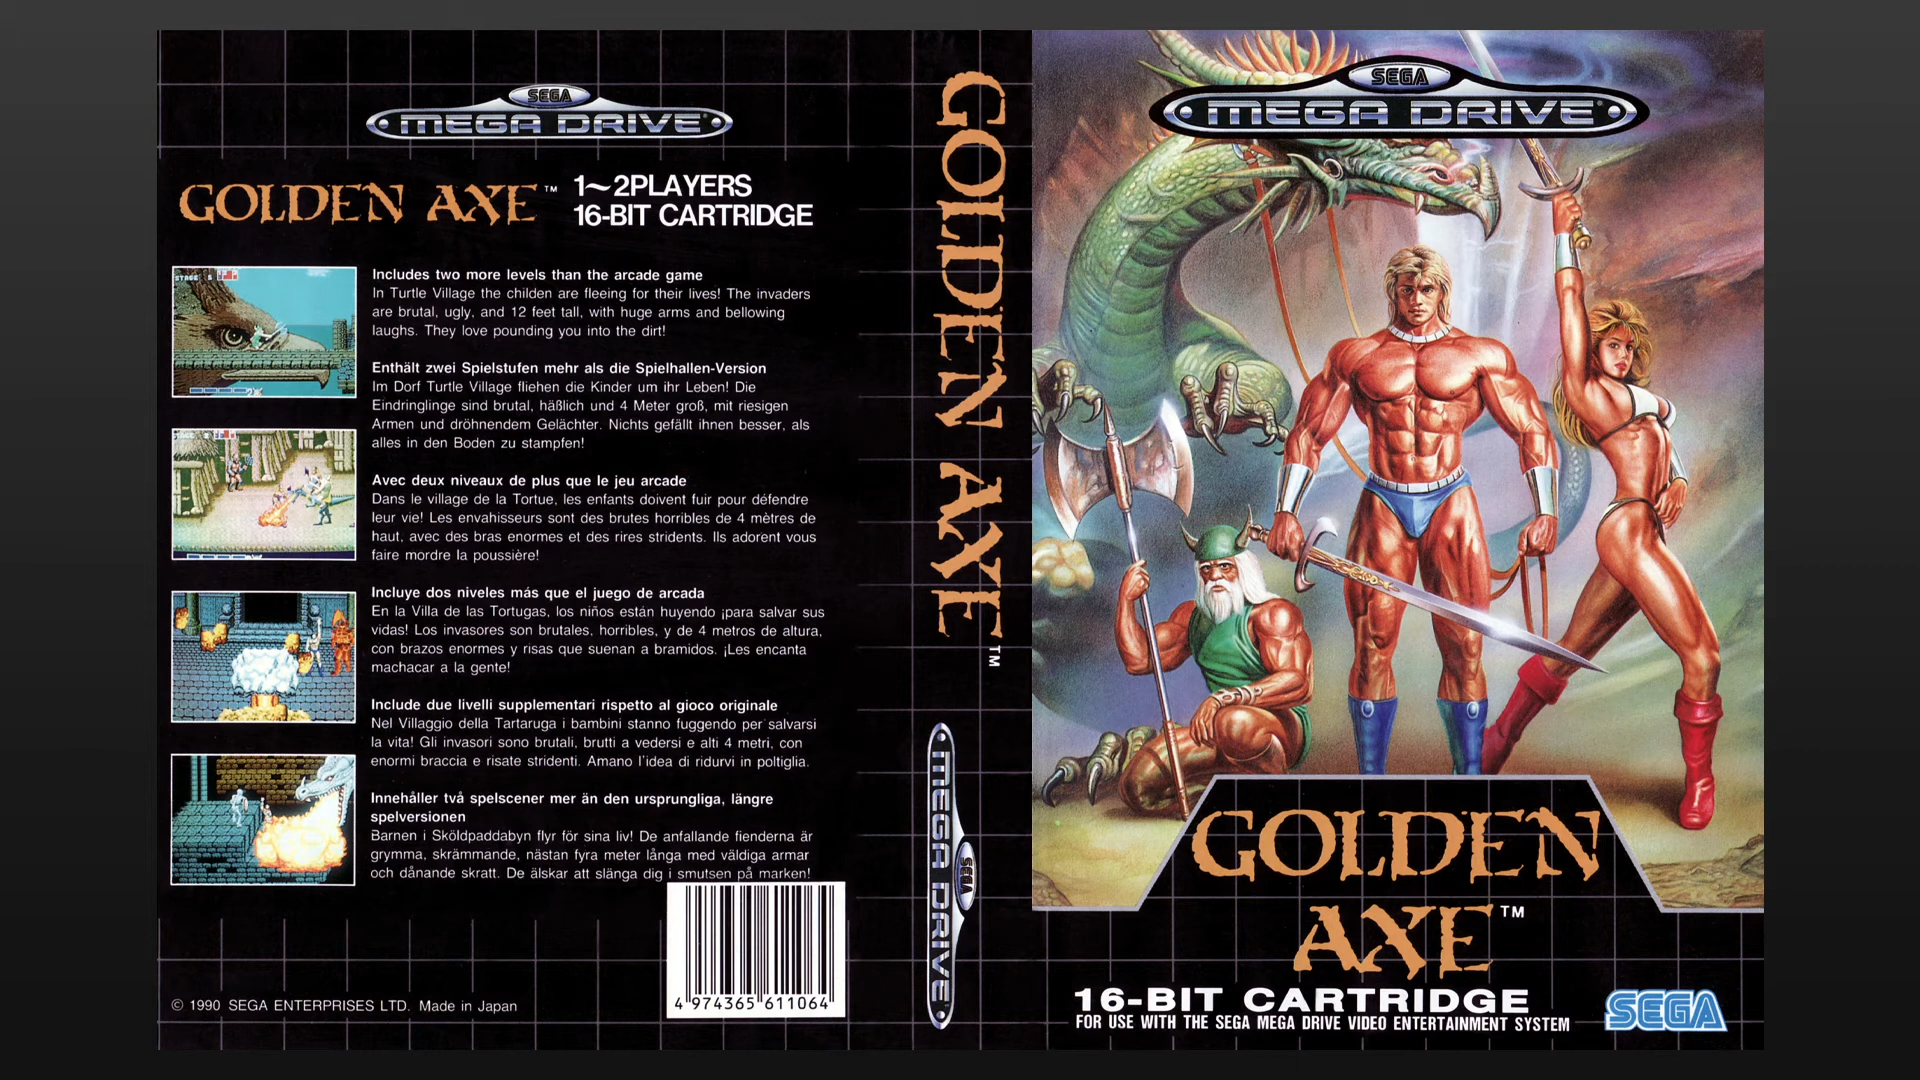 SEGA
MEGA DRIVE
GOLDEN AXE™
1~2PLAYERS
16-BIT CARTRIDGE
Includes two more levels than the arcade game
In Turtle Village the childen are fleeing for their lives! The invaders
are brutal, ugly, and 12 feet tall, with huge arms and bellowing
laughs. They love pounding you into the dirt!
Enthält zwei Spielstufen mehr als die Spielhallen-Version
Im Dorf Turtle Village fliehen die Kinder um ihr Leben! Die
Eindringlinge sind brutal, häßlich und 4 Meter groß, mit riesigen
Armen und dröhnendem Gelächter. Nichts gefällt ihnen besser, als
alles in den Boden zu stampfen!
Avec deux niveaux de plus que le jeu arcade
Dans le village de la Tortue, les enfants doivent fuir pour défendre
leur vie! Les envahisseurs sont des brutes horribles de 4 mètres de
haut, avec des bras enormes et des rires stridents. Ils adorent vous
faire mordre la poussière!
Incluye dos niveles más que el juego de arcada
En la Villa de las Tortugas, los niños están huyendo ¡para salvar sus
vidas! Los invasores son brutales, horribles, y de 4 metros de altura,
con brazos enormes y risas que suenan a bramidos. ¡Les encanta
machacar a la gente!
Include due livelli supplementari rispetto al gioco originale
Nel Villaggio della Tartaruga i bambini stanno fuggendo per salvarsi
la vita! Gli invasori sono brutali, brutti a vedersi e alti 4 metri, con
enormi braccia e risate stridenti. Amano l'idea di ridurvi in poltiglia.
Innehåller två spelscener mer än den ursprungliga, längre
spelversionen
Barnen i Sköldpaddabyn flyr för sina liv! De anfallande fienderna är
grymma, skrämmande, nästan fyra meter långa med väldiga armar
och dånande skratt. De älskar att slänga dig i smutsen på marken!
4 974365 611064
© 1990 SEGA ENTERPRISES LTD. Made in Japan
GOLDEN AXE™
SEGA
MEGA DRIVE
SEGA
MEGA DRIVE
GOLDEN
AXE™
16-BIT CARTRIDGE
FOR USE WITH THE SEGA MEGA DRIVE VIDEO ENTERTAINMENT SYSTEM
SEGA